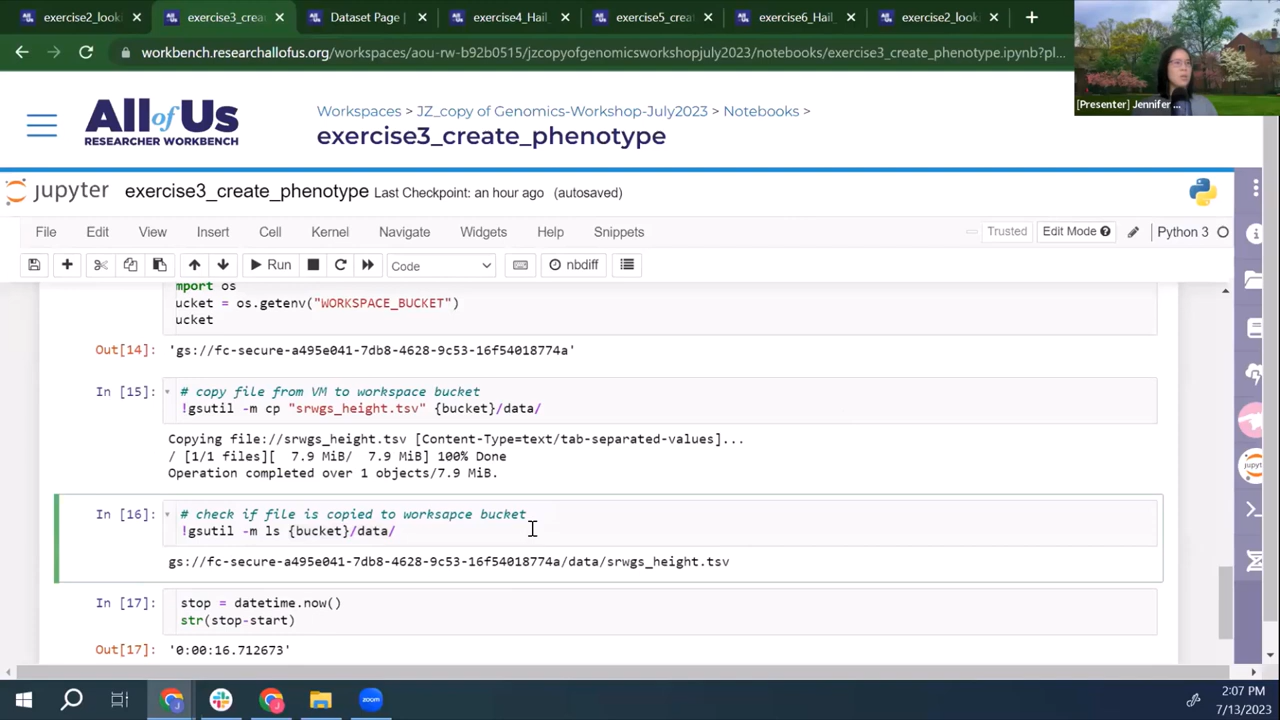 exercise2_look
exercise3_crea
Dataset Page |
exercise4_Hail_
exercise5_crea
exercise6_Hail_
exercise2_look
workbench.researchallofus.org/workspaces/aou-rw-b92b0515/jzcopyofgenomicsworkshopjuly2023/notebooks/exercise3_create_phenotype.ipynb?pl...
[Presenter] Jennifer ...
All of Us
RESEARCHER WORKBENCH
Workspaces > JZ_copy of Genomics-Workshop-July2023 > Notebooks >
exercise3_create_phenotype
jupyter exercise3_create_phenotype Last Checkpoint: an hour ago (autosaved)
File Edit View Insert Kernel Navigate Widgets Help Snippets Trusted Edit Mode Python 3
Run Code nbdiff
mport os
ucket = os.getenv("WORKSPACE_BUCKET")
ucket
Out[14]: 'gs://fc-secure-a495e041-7db8-4628-9c53-16f54018774a'
In [15]: # copy file from VM to workspace bucket
!gsutil -m cp "srwgs_height.tsv" {bucket}/data/
Copying file://srwgs_height.tsv [Content-Type=text/tab-separated-values]...
/ [1/1 files][ 7.9 MiB/ 7.9 MiB] 100% Done
Operation completed over 1 objects/7.9 MiB.
In [16]: # check if file is copied to worksapce bucket
!gsutil -m ls {bucket}/data/
gs://fc-secure-a495e041-7db8-4628-9c53-16f54018774a/data/srwgs_height.tsv
In [17]: stop = datetime.now()
str(stop-start)
Out[17]: '0:00:16.712673'
zoom
2:07 PM
7/13/2023